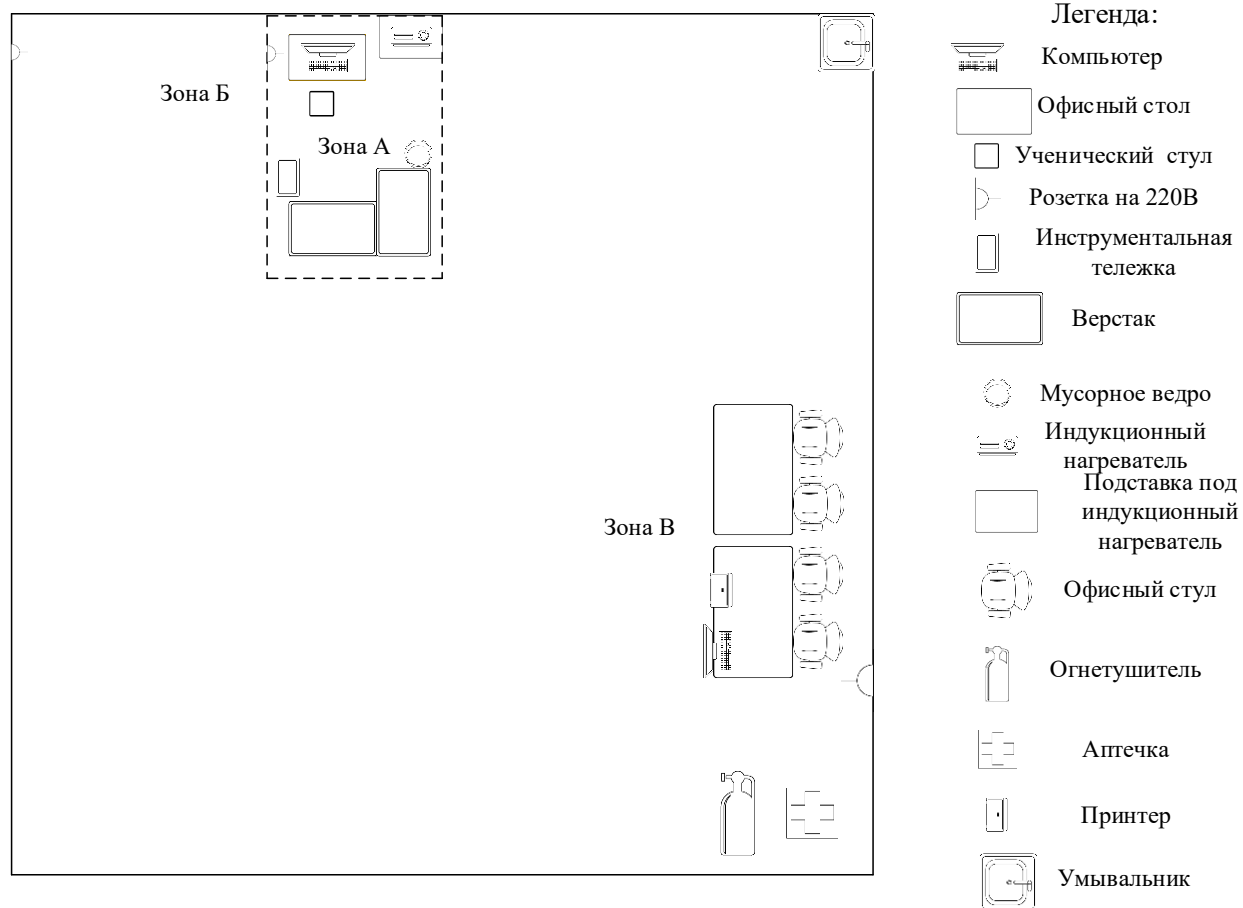 Зона Б
Зона А
Зона В
Легенда:
Компьютер
Офисный стол
Ученический стул
Розетка на 220В
Инструментальная
тележка
Верстак
Мусорное ведро
Индукционный
нагреватель
Подставка под
индукционный
нагреватель
Офисный стул
Огнетушитель
Аптечка
Принтер
Умывальник